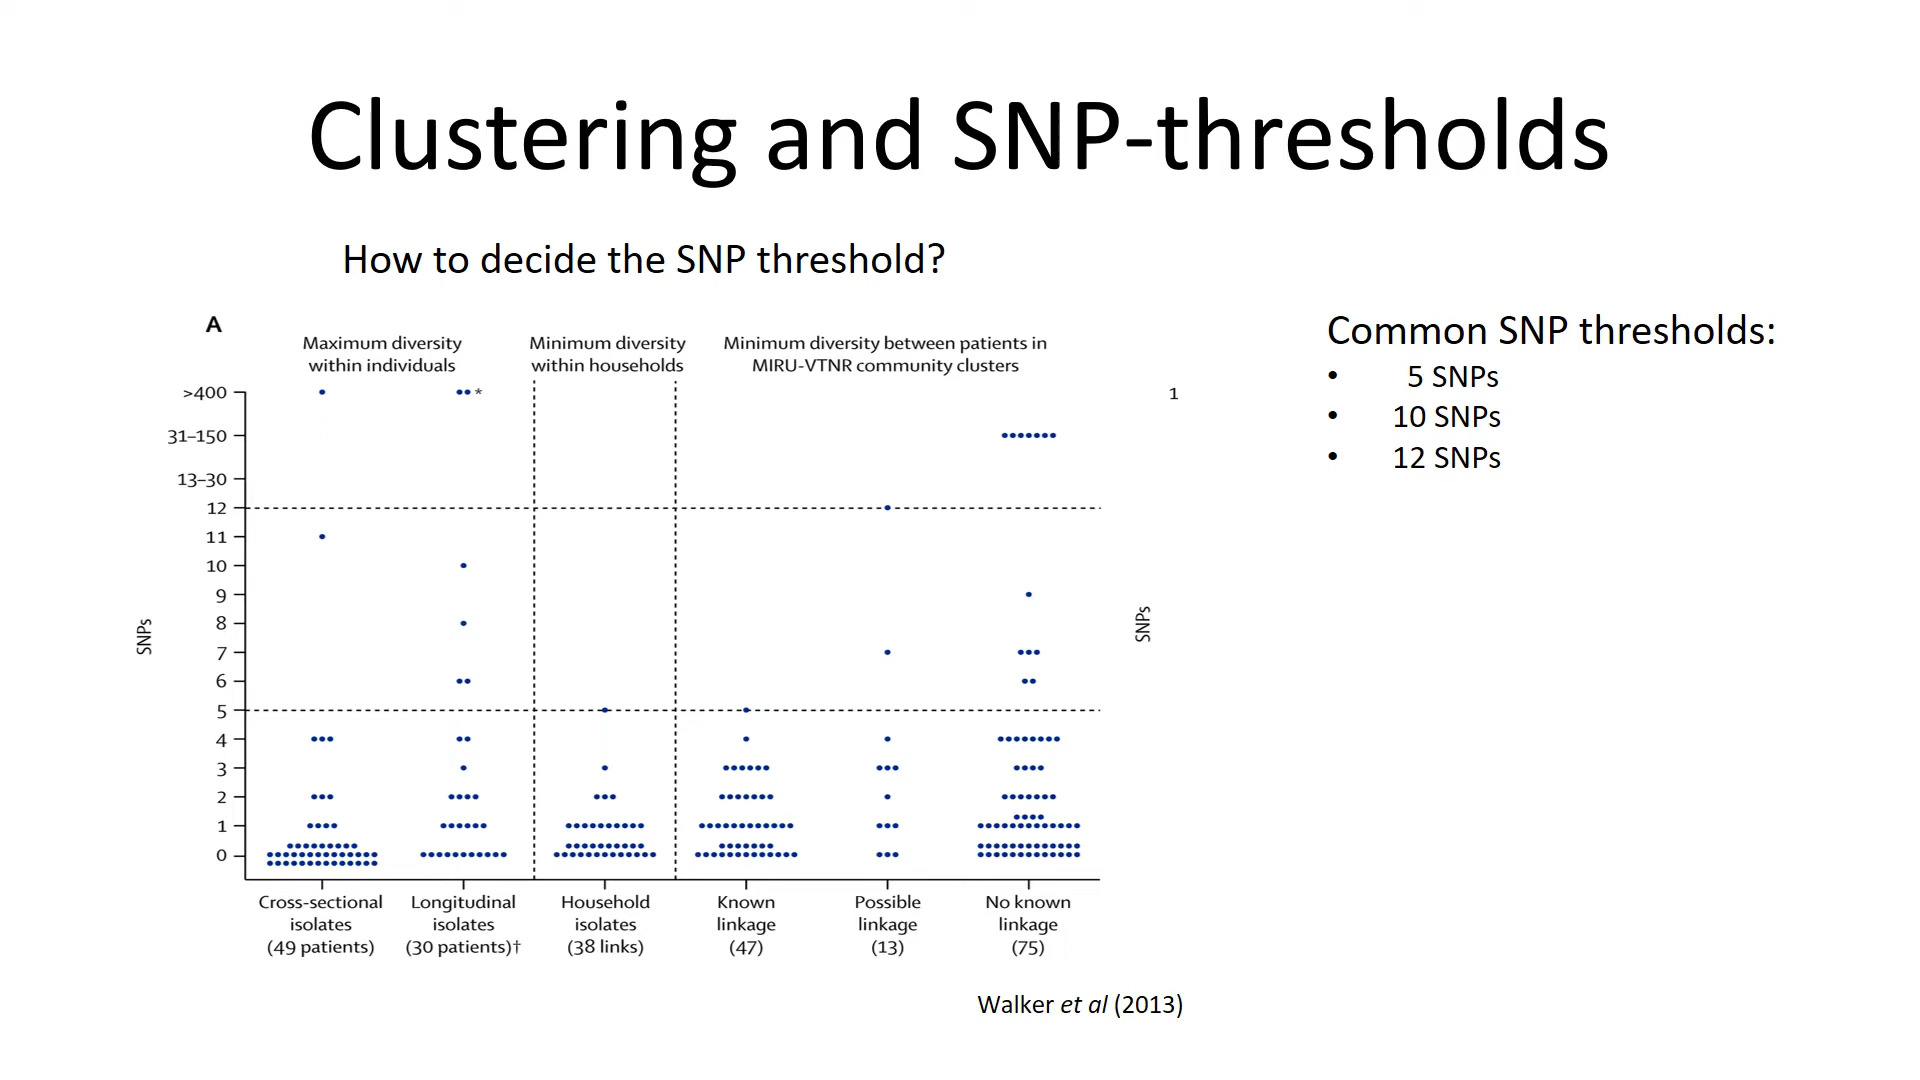 Clustering and SNP-thresholds
How to decide the SNP threshold?
A
Maximum diversity
within individuals
Minimum diversity
within households
Minimum diversity between patients in
MIRU-VTNR community clusters
>400
31–150
13–30
12
11
10
9
8
7
6
5
4
3
2
1
0
SNPs
*
Cross-sectional
isolates
(49 patients)
Longitudinal
isolates
(30 patients)†
Household
isolates
(38 links)
Known
linkage
(47)
Possible
linkage
(13)
No known
linkage
(75)
1
SNPs
Common SNP thresholds:
• 5 SNPs
• 10 SNPs
• 12 SNPs
Walker et al (2013)